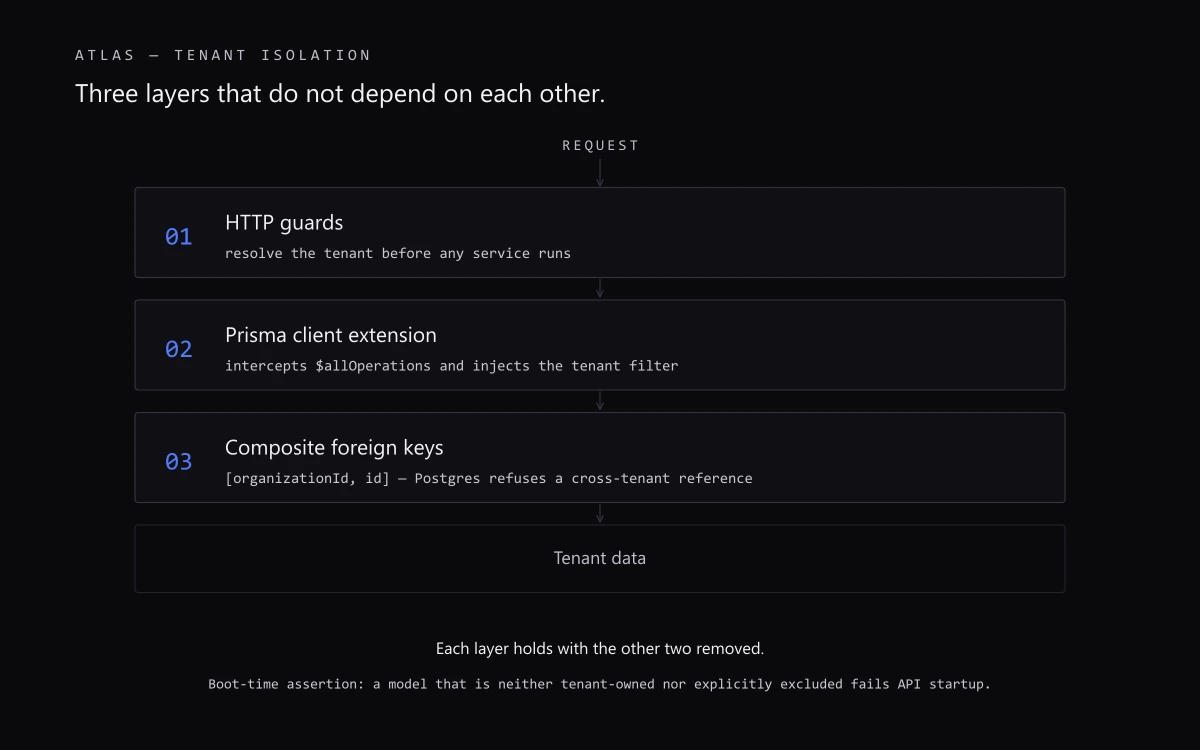 ATLAS — TENANT ISOLATION
Three layers that do not depend on each other.
REQUEST
01
HTTP guards
resolve the tenant before any service runs
02
Prisma client extension
intercepts $allOperations and injects the tenant filter
03
Composite foreign keys
[organizationId, id] — Postgres refuses a cross-tenant reference
Tenant data
Each layer holds with the other two removed.
Boot-time assertion: a model that is neither tenant-owned nor explicitly excluded fails API startup.